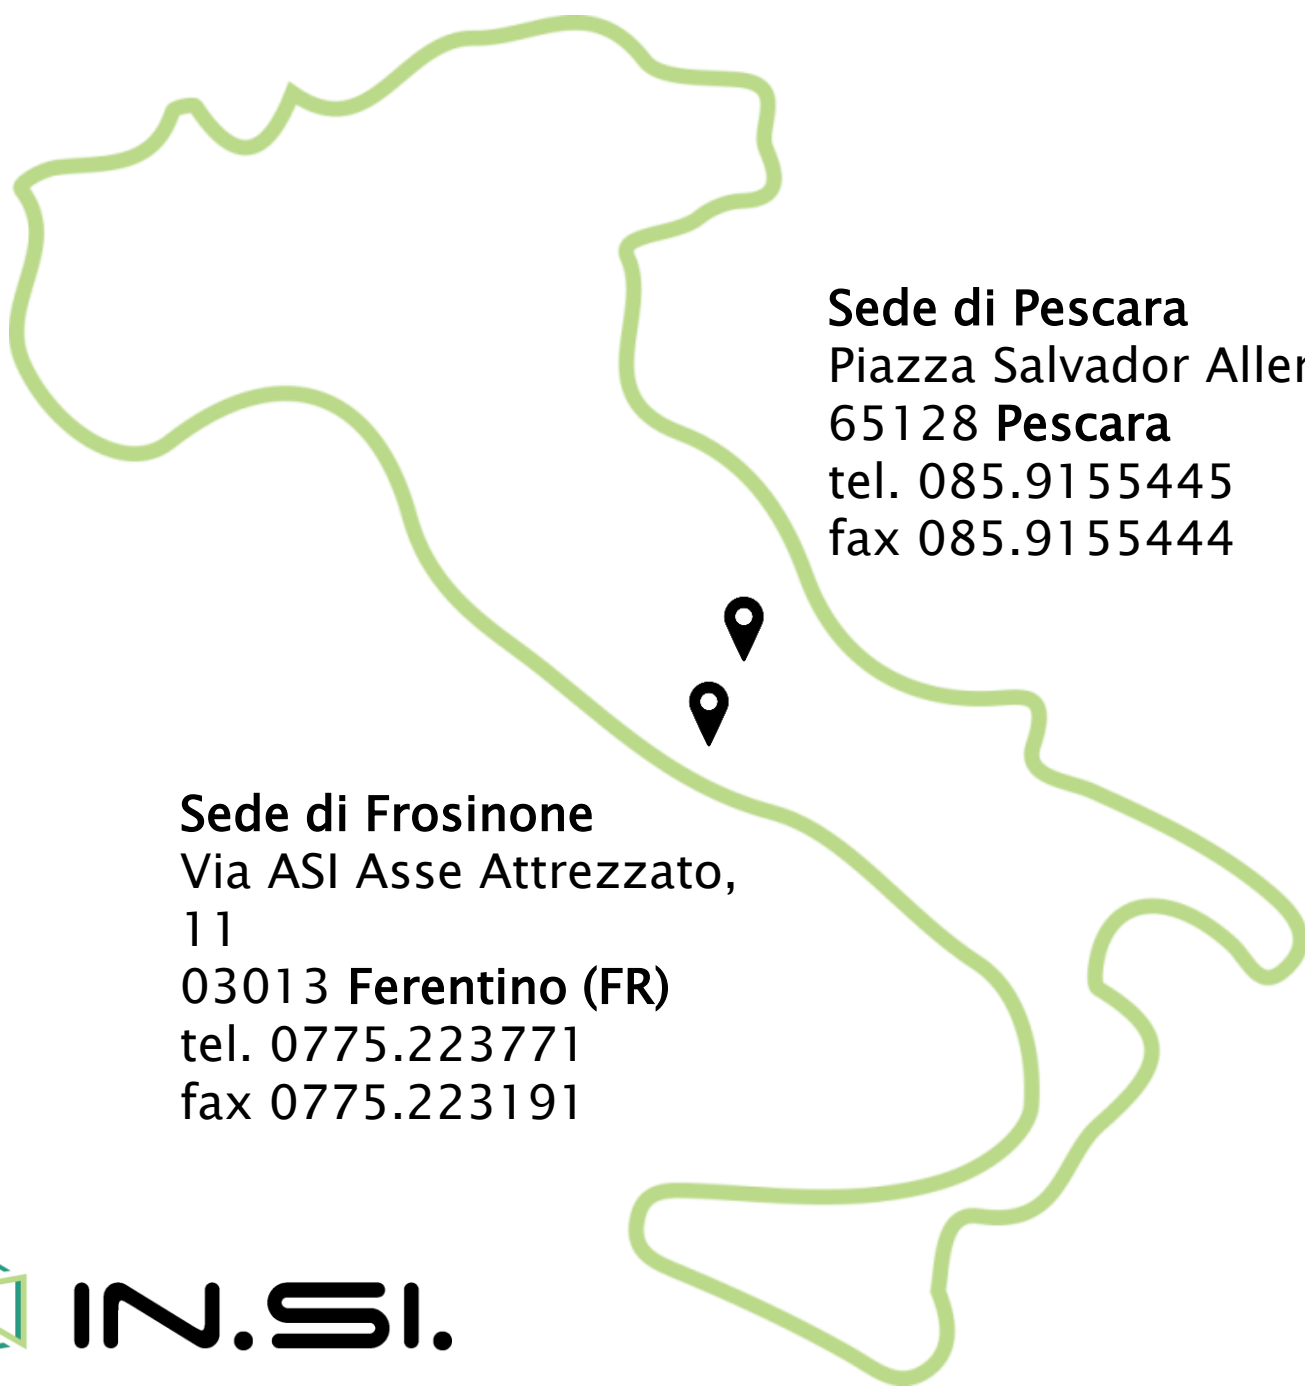 Sede di Pescara
Piazza Salvador
65128 Pescara
tel. 085.9155445
fax 085.9155444
Sede di Frosinone
Via ASI Asse Attrezzato,
11
03013 Ferentino (FR)
tel. 0775.223771
fax 0775.223191
IN.SI.